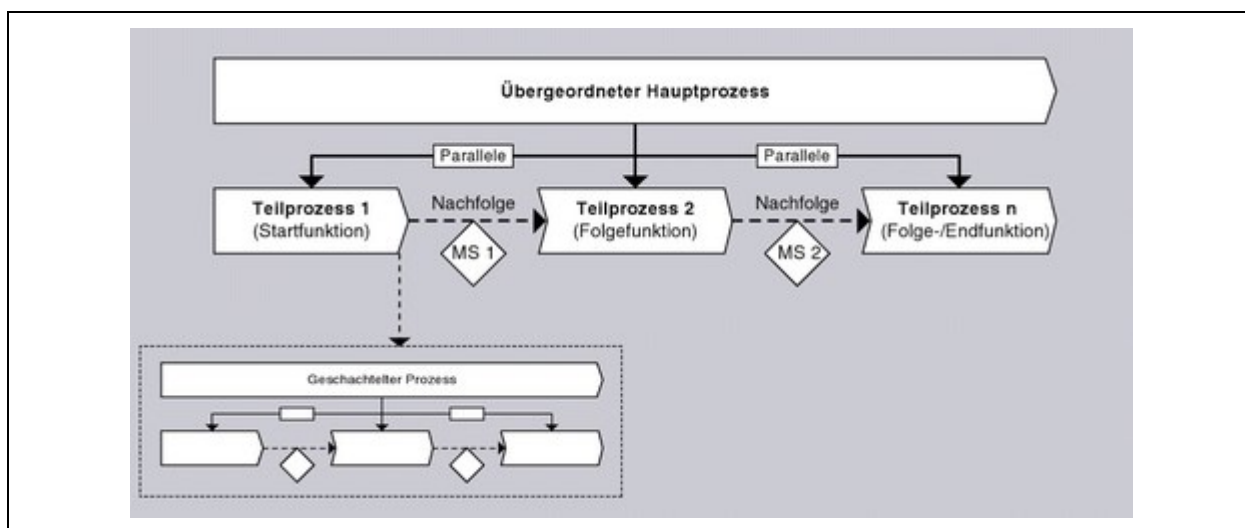 Übergeordneter Hauptprozess
Parallele
Parallele
Teilprozess 1
(Startfunktion)
Nachfolge
MS 1
Teilprozess 2
(Folgefunktion)
Nachfolge
MS 2
Teilprozess n
(Folge-/Endfunktion)
Geschachtelter Prozess